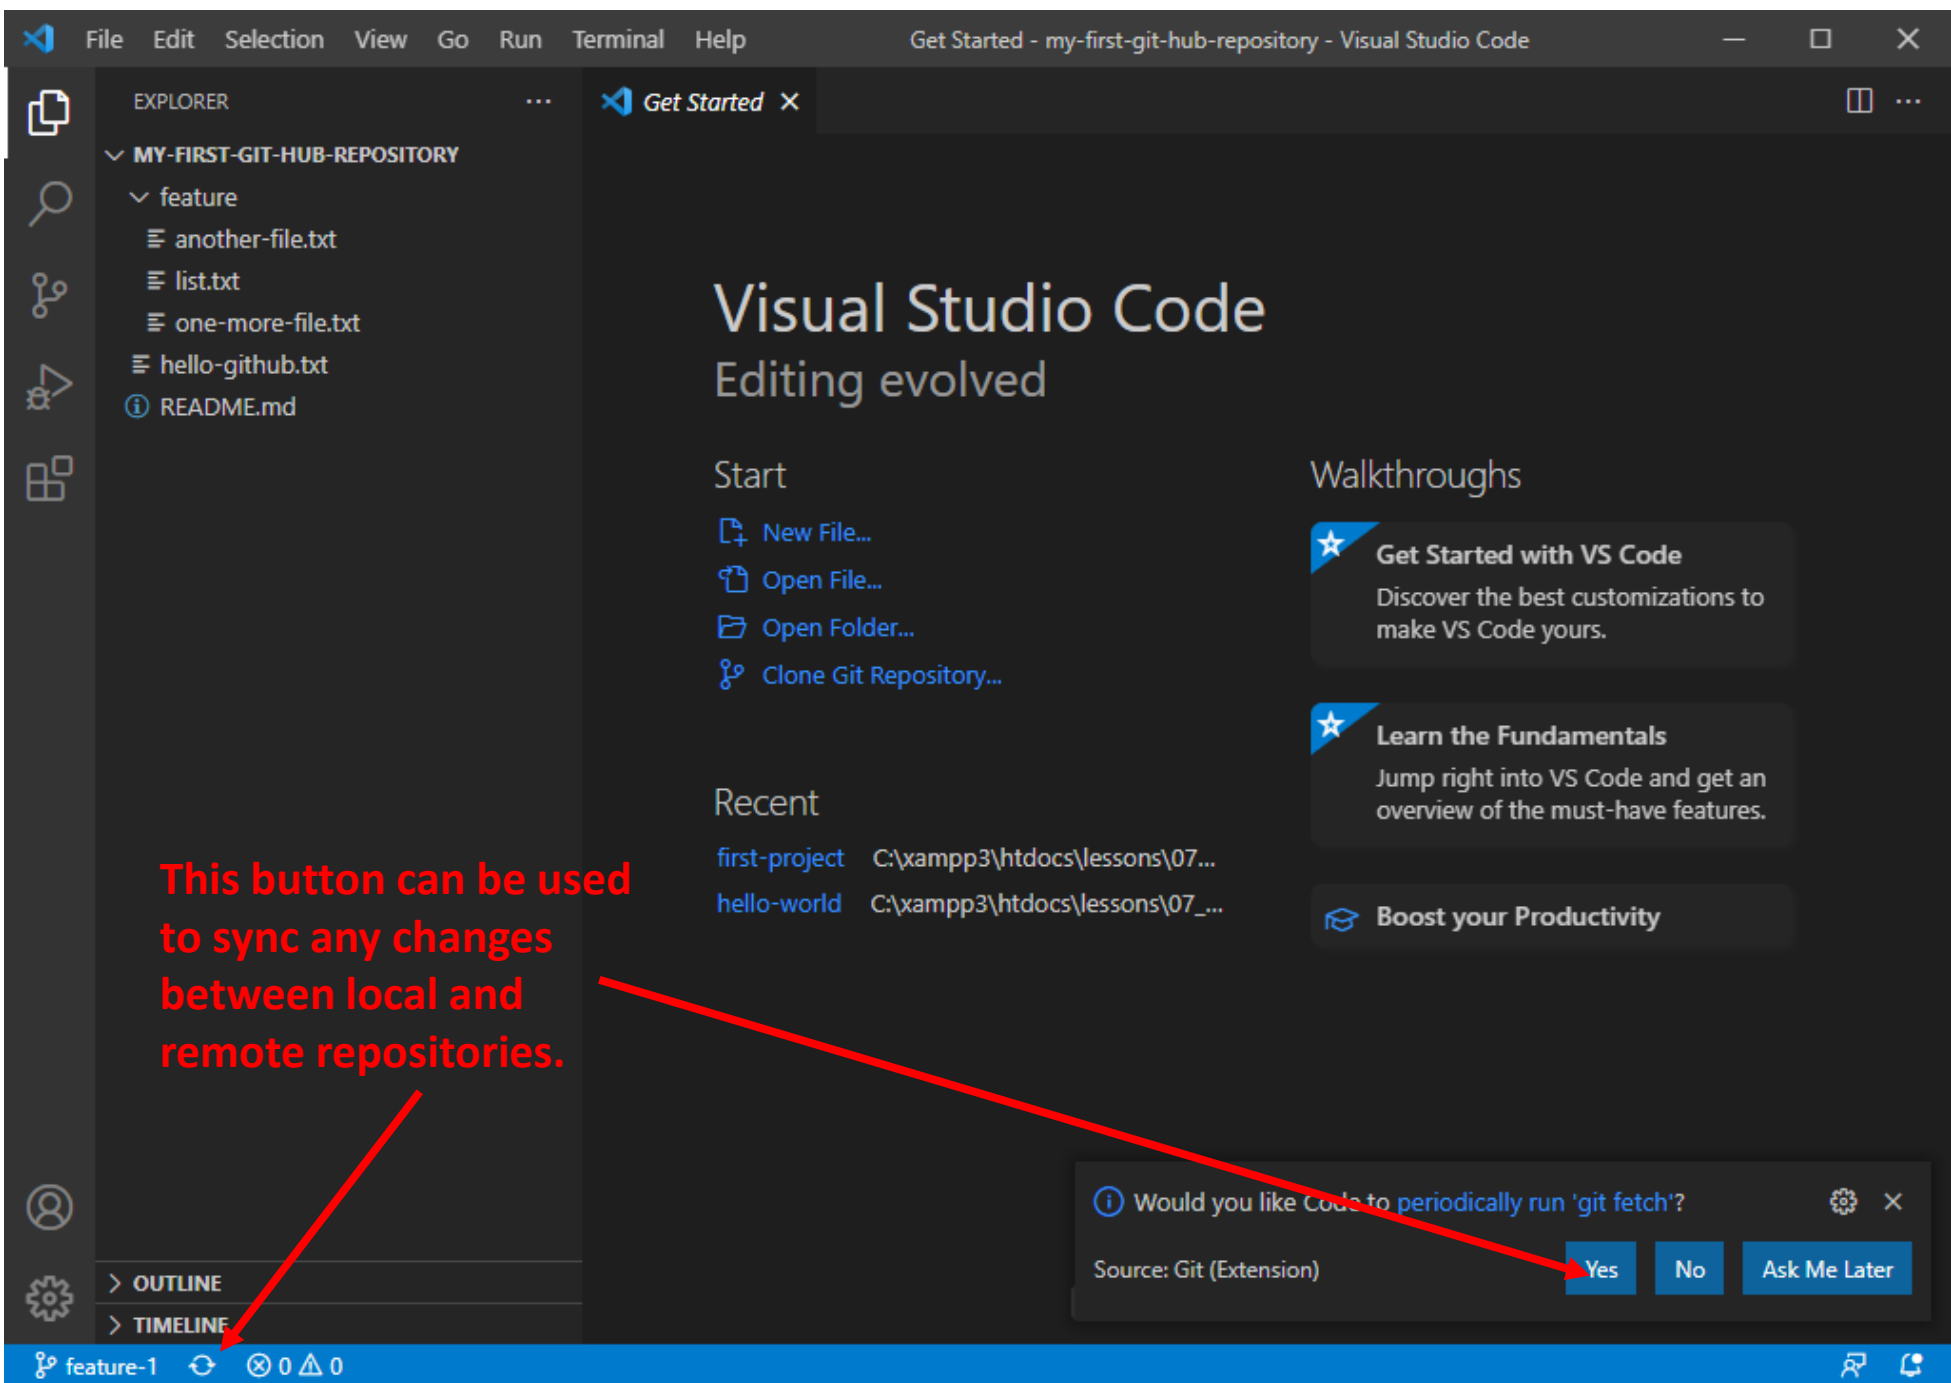 File Edit Selection View Go Run Terminal Help Get Started - my-first-git-hub-repository - Visual Studio Code
EXPLORER
Get Started
MY-FIRST-GIT-HUB-REPOSITORY
feature
another-file.txt
list.txt
one-more-file.txt
hello-github.txt
README.md
Visual Studio Code
Editing evolved
Start
New File...
Open File...
Open Folder...
Clone Git Repository...
Recent
first-project C:\xampp3\htdocs\lessons\07...
hello-world C:\xampp3\htdocs\lessons\07_...
Walkthroughs
Get Started with VS Code
Discover the best customizations to
make VS Code yours.
Learn the Fundamentals
Jump right into VS Code and get an
overview of the must-have features.
Boost your Productivity
This button can be used
to sync any changes
between local and
remote repositories.
Would you like Code to periodically run 'git fetch'?
Source: Git (Extension)
Yes No Ask Me Later
OUTLINE
TIMELINE
feature-1 0 0